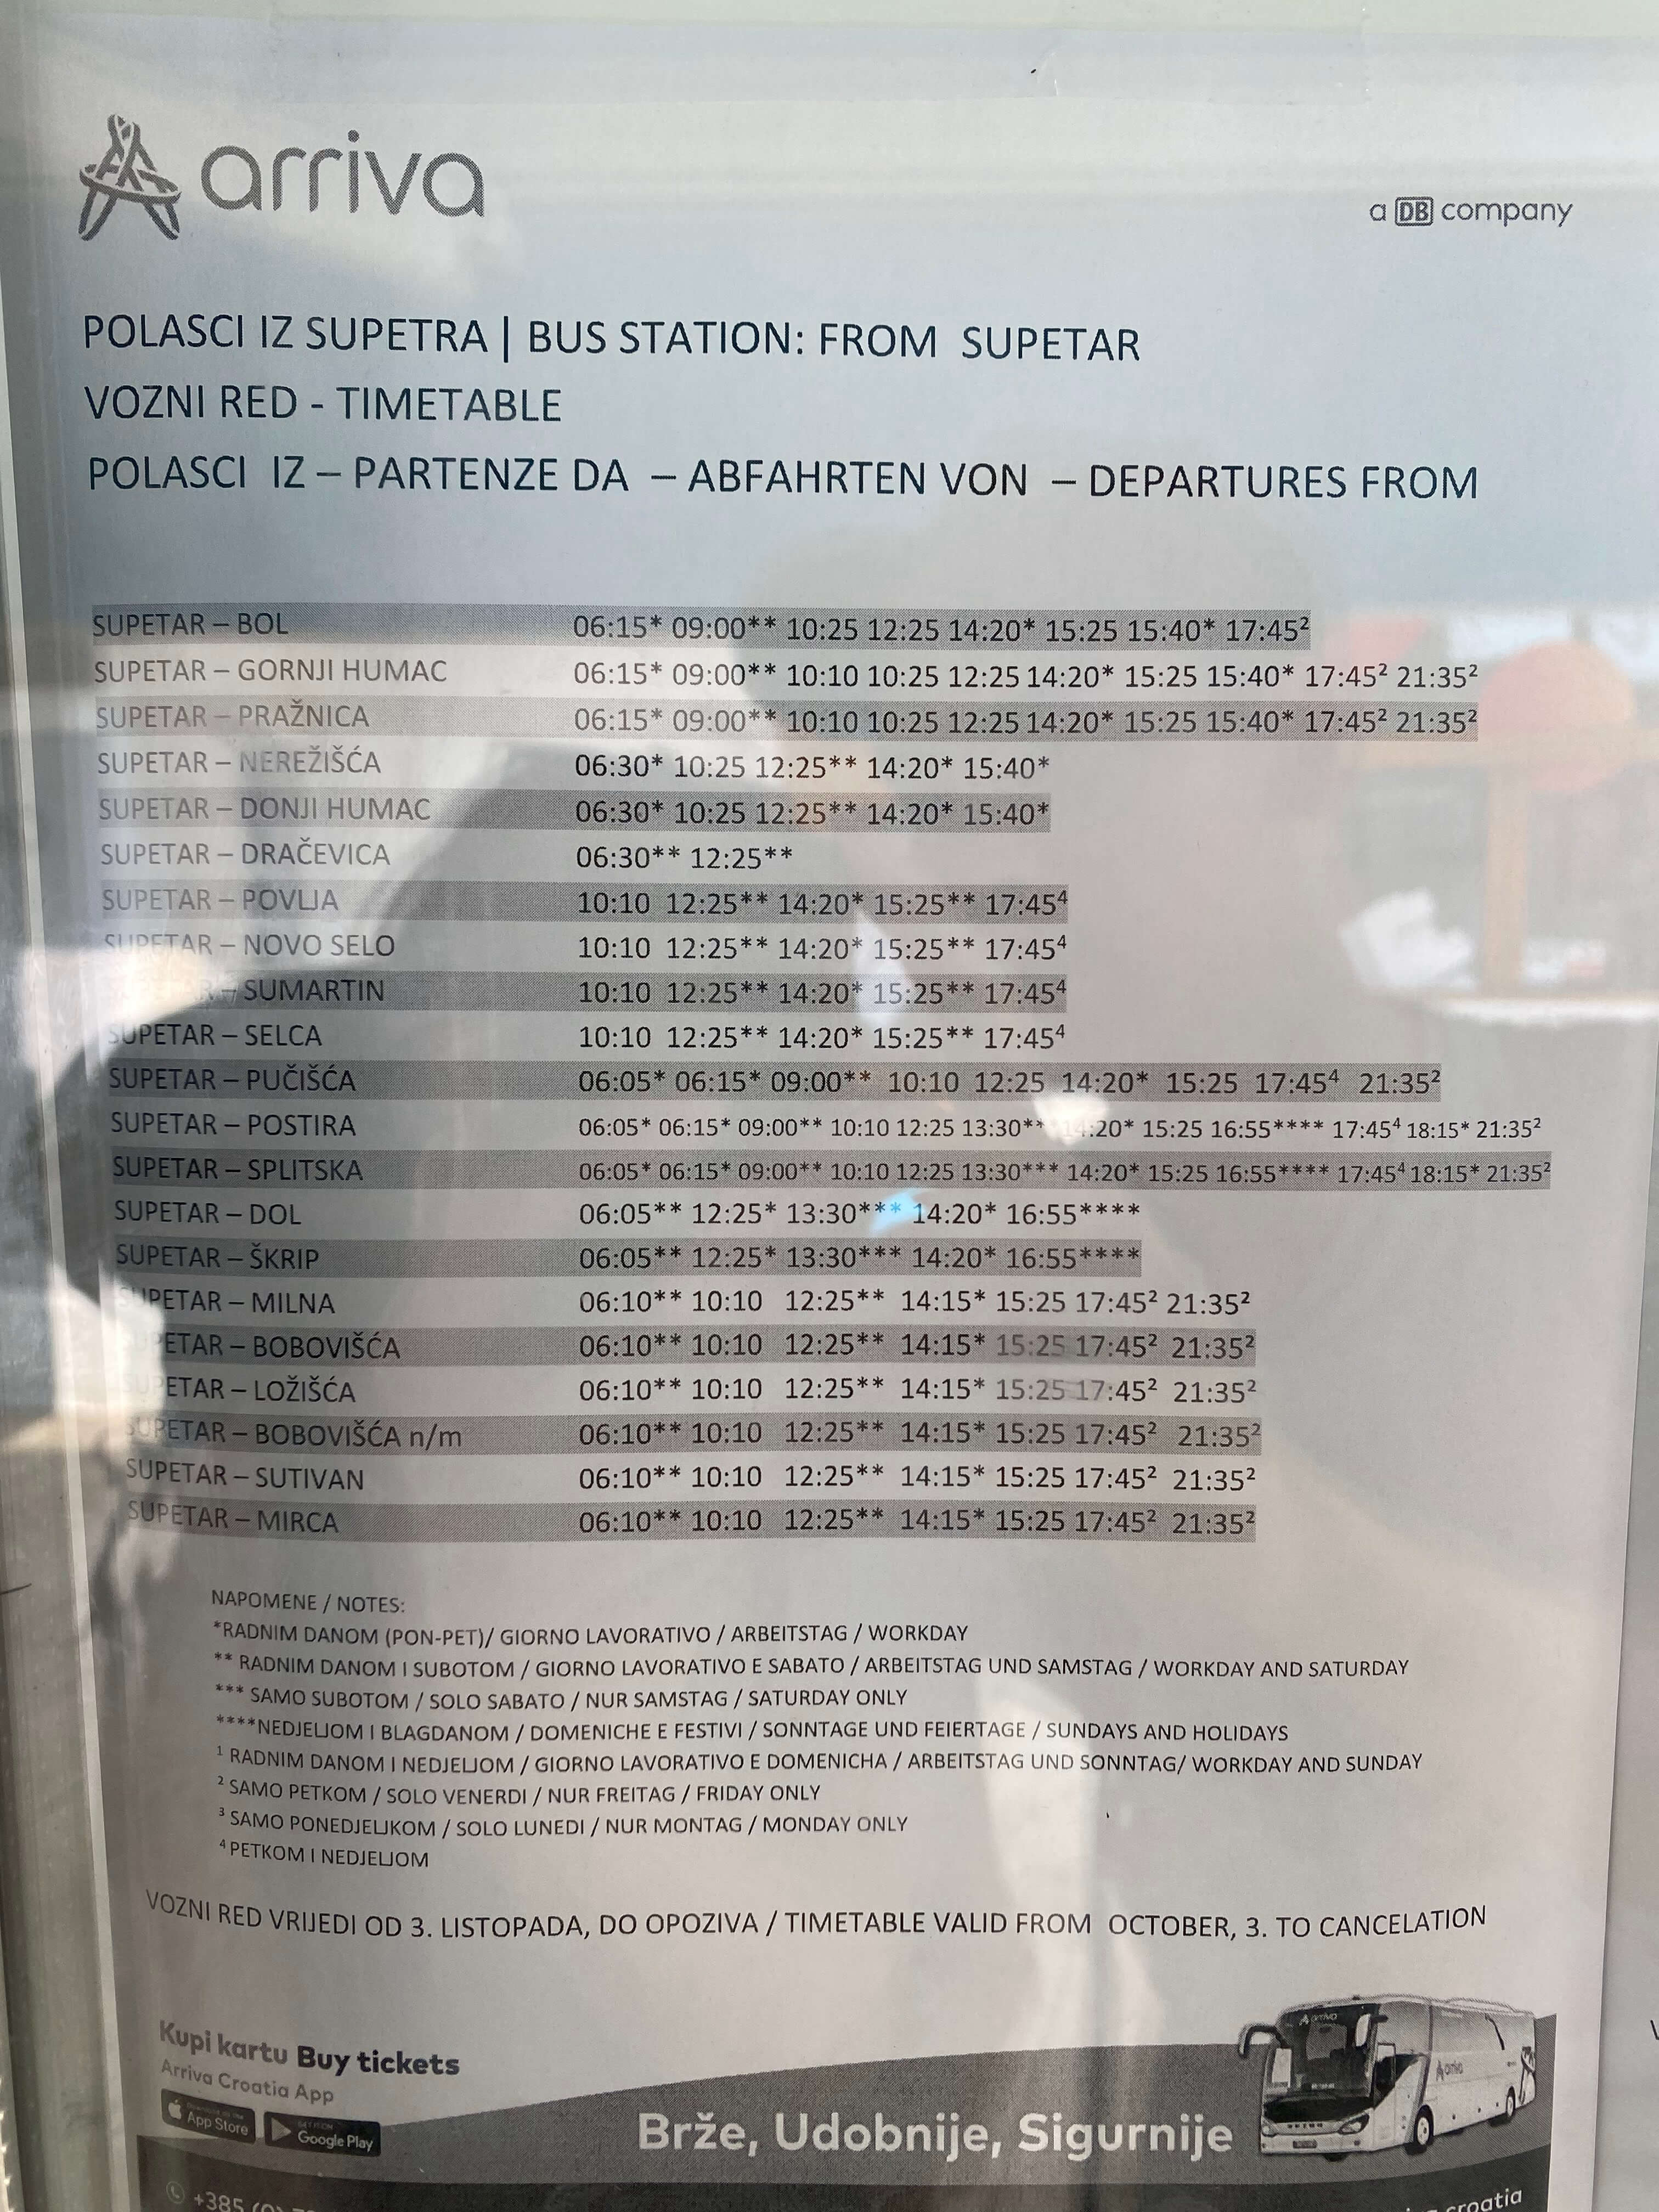 arriva
a DB company
POLASCI IZ SUPETRA | BUS STATION: FROM SUPETAR
VOZNI RED - TIMETABLE
POLASCI IZ – PARTENZE DA – ABFAHRTEN VON – DEPARTURES FROM
SUPETAR – BOL 06:15* 09:00** 10:25 12:25 14:20* 15:25 15:40* 17:45²
SUPETAR – GORNJI HUMAC 06:15* 09:00** 10:10 10:25 12:25 14:20* 15:25 15:40* 17:45² 21:35²
SUPETAR – PRAŽNICA 06:15* 09:00** 10:10 10:25 12:25 14:20* 15:25 15:40* 17:45² 21:35²
SUPETAR – NEREŽIŠĆA 06:30* 10:25 12:25** 14:20* 15:40*
SUPETAR – DONJI HUMAC 06:30* 10:25 12:25** 14:20* 15:40*
SUPETAR – DRAČEVICA 06:30** 12:25**
SUPETAR – POVLJA 10:10 12:25** 14:20* 15:25** 17:45⁴
SUPETAR – NOVO SELO 10:10 12:25** 14:20* 15:25** 17:45⁴
SUPETAR – SUMARTIN 10:10 12:25** 14:20* 15:25** 17:45⁴
SUPETAR – SELCA 10:10 12:25** 14:20* 15:25** 17:45⁴
SUPETAR – PUČIŠĆA 06:05* 06:15* 09:00** 10:10 12:25 14:20* 15:25 17:45⁴ 21:35²
SUPETAR – POSTIRA 06:05* 06:15* 09:00** 10:10 12:25 13:30*** 14:20* 15:25 16:55**** 17:45⁴ 18:15* 21:35²
SUPETAR – SPLITSKA 06:05* 06:15* 09:00** 10:10 12:25 13:30*** 14:20* 15:25 16:55**** 17:45⁴ 18:15* 21:35²
SUPETAR – DOL 06:05** 12:25* 13:30*** 14:20* 16:55****
SUPETAR – ŠKRIP 06:05** 12:25* 13:30*** 14:20* 16:55****
SUPETAR – MILNA 06:10** 10:10 12:25** 14:15* 15:25 17:45² 21:35²
SUPETAR – BOBOVIŠĆA 06:10** 10:10 12:25** 14:15* 15:25 17:45² 21:35²
SUPETAR – LOŽIŠĆA 06:10** 10:10 12:25** 14:15* 15:25 17:45² 21:35²
SUPETAR – BOBOVIŠĆA n/m 06:10** 10:10 12:25** 14:15* 15:25 17:45² 21:35²
SUPETAR – SUTIVAN 06:10** 10:10 12:25** 14:15* 15:25 17:45² 21:35²
SUPETAR – MIRCA 06:10** 10:10 12:25** 14:15* 15:25 17:45² 21:35²
NAPOMENE / NOTES:
*RADNIM DANOM (PON-PET)/ GIORNO LAVORATIVO / ARBEITSTAG / WORKDAY
** RADNIM DANOM I SUBOTOM / GIORNO LAVORATIVO E SABATO / ARBEITSTAG UND SAMSTAG / WORKDAY AND SATURDAY
*** SAMO SUBOTOM / SOLO SABATO / NUR SAMSTAG / SATURDAY ONLY
****NEDJELJOM I BLAGDANOM / DOMENICHE E FESTIVI / SONNTAGE UND FEIERTAGE / SUNDAYS AND HOLIDAYS
¹ RADNIM DANOM I NEDJELJOM / GIORNO LAVORATIVO E DOMENICHA / ARBEITSTAG UND SONNTAG/ WORKDAY AND SUNDAY
² SAMO PETKOM / SOLO VENERDI / NUR FREITAG / FRIDAY ONLY
³ SAMO PONEDJELJKOM / SOLO LUNEDI / NUR MONTAG / MONDAY ONLY
⁴ PETKOM I NEDJELJOM
VOZNI RED VRIJEDI OD 3. LISTOPADA, DO OPOZIVA / TIMETABLE VALID FROM OCTOBER, 3. TO CANCELATION
Kupi kartu Buy tickets
Arriva Croatia App
App Store Google Play
Brže, Udobnije, Sigurnije
arriva
arriva
+385
croatia